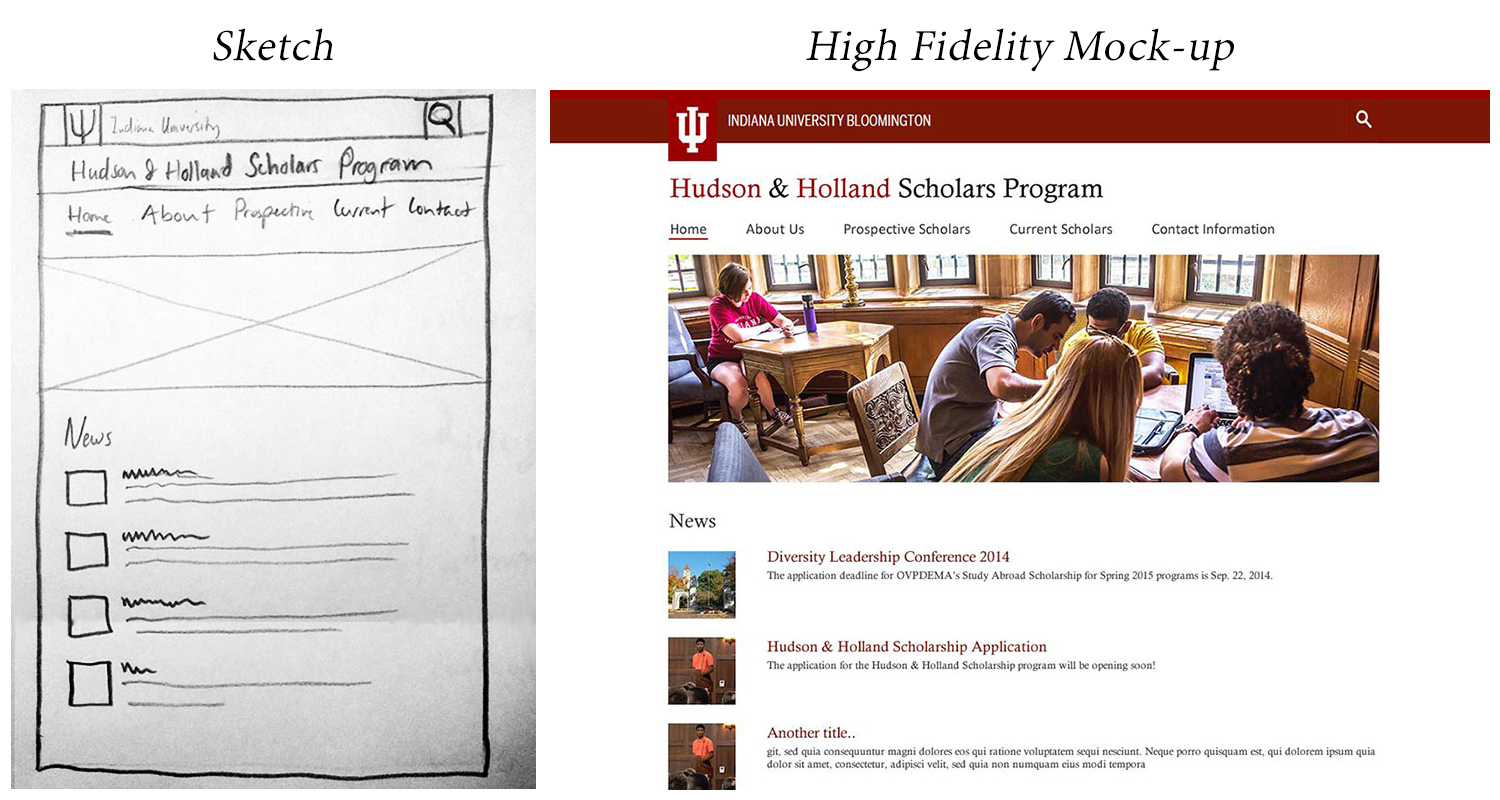 Sketch
High Fidelity Mock-up
Indiana University
Hudson & Holland Scholars Program
Home About Prospective Current Contact
News
INDIANA UNIVERSITY BLOOMINGTON
Hudson & Holland Scholars Program
Home About Us Prospective Scholars Current Scholars Contact Information
News
Diversity Leadership Conference 2014
The application deadline for OVPDEMA's Study Abroad Scholarship for Spring 2015 programs is Sep. 22, 2014.
Hudson & Holland Scholarship Application
The application for the Hudson & Holland Scholarship program will be opening soon!
Another title..
git, sed quia consequuntur magni dolores eos qui ratione voluptatem sequi nesciunt. Neque porro quisquam est, qui dolorem ipsum quia
dolor sit amet, consectetur, adipisci velit, sed quia non numquam eius modi tempora